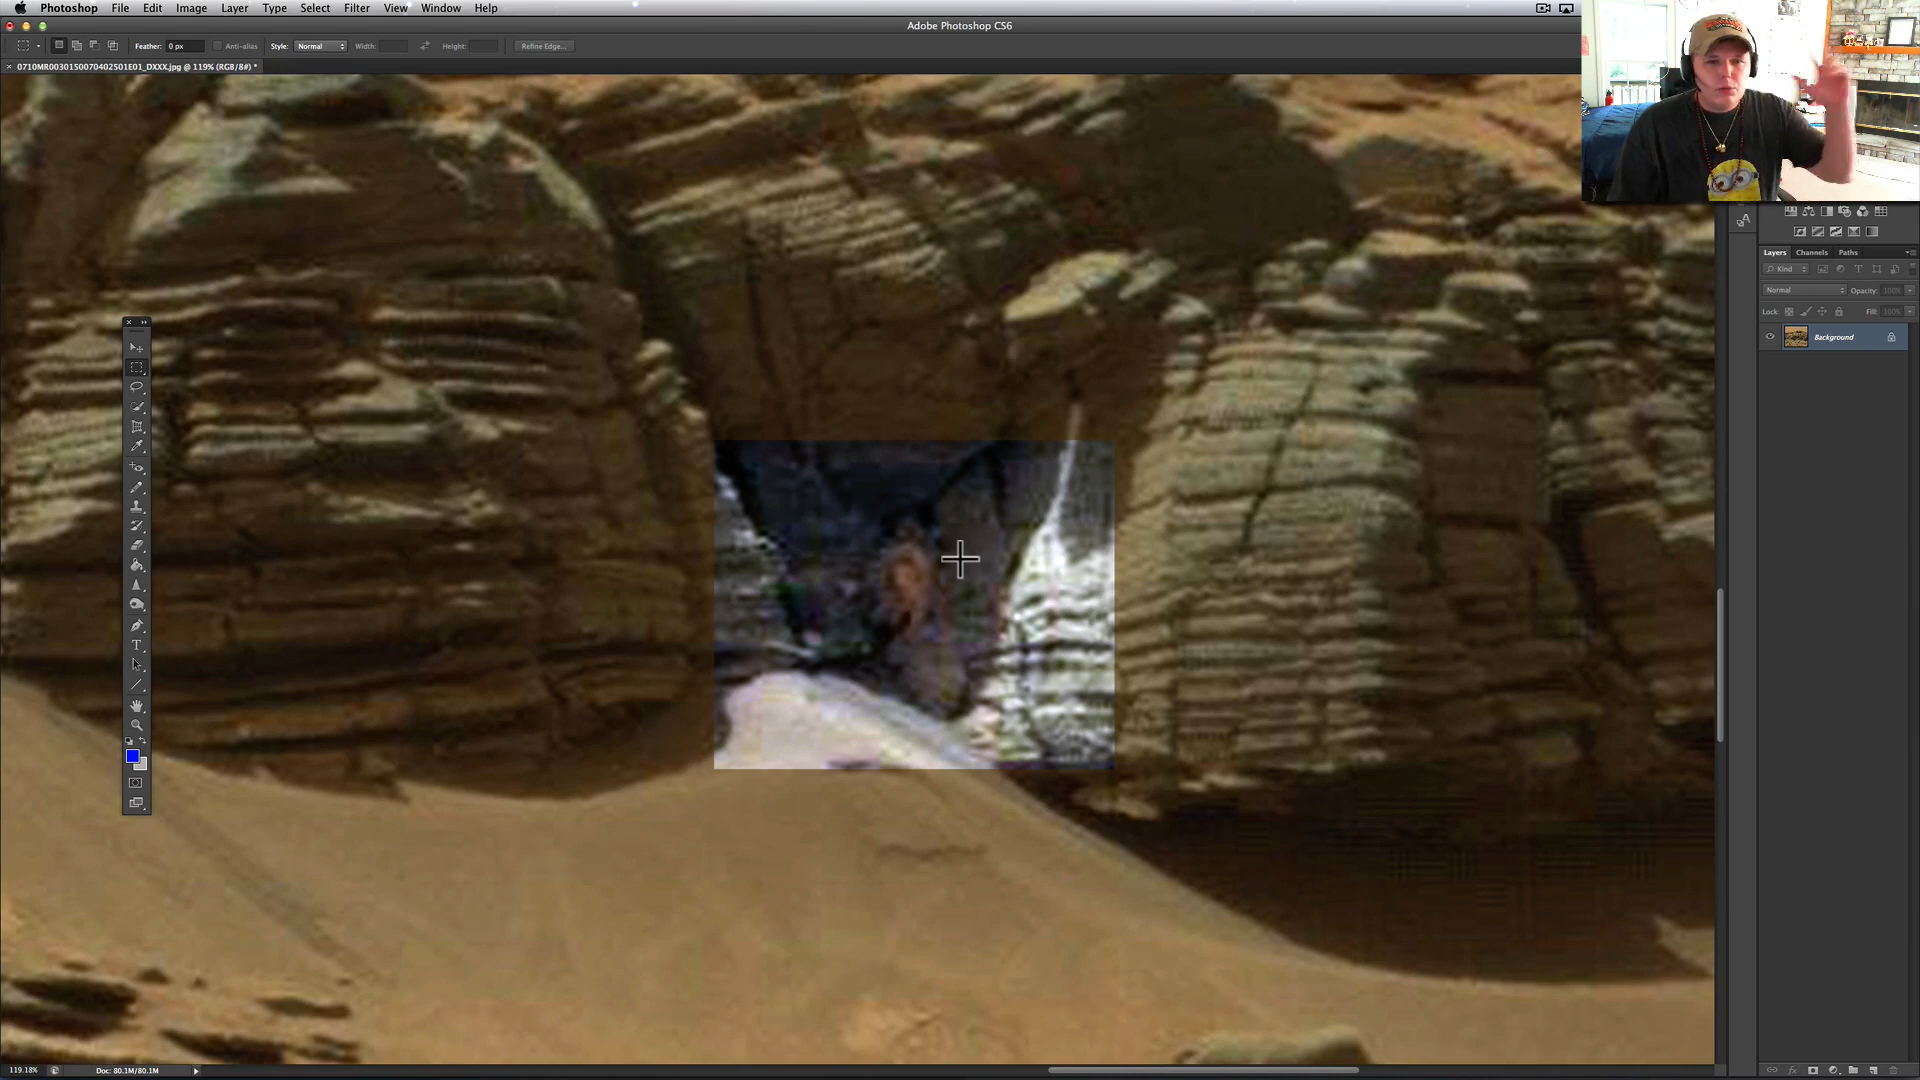 Photoshop File Edit Image Layer Type Select Filter View Window Help
Adobe Photoshop CS6
Feather: 0 px Anti-alias Style: Normal Width: Height: Refine Edge...
0710MR0030150070402501E01_DXXX.jpg @ 119% (RGB/8#) *
Layers Channels Paths
Kind
Normal Opacity: 100%
Lock: Fill: 100%
Background
119.18% Doc: 80.1M/80.1M